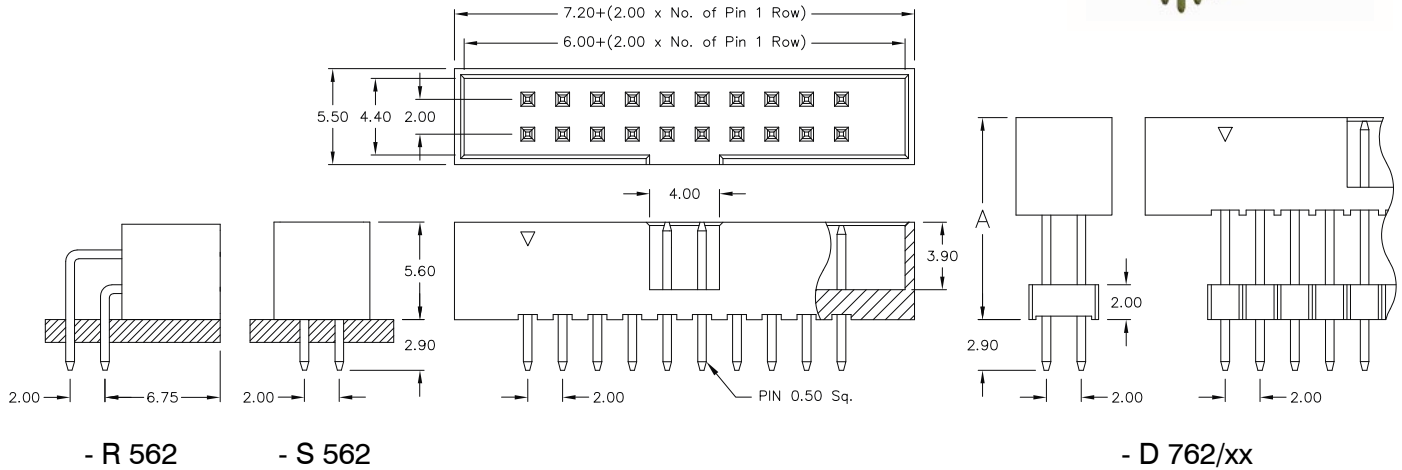 7.20+(2.00 x No. of Pin 1 Row)
6.00+(2.00 x No. of Pin 1 Row)
5.50 4.40 2.00
4.00
A
5.60
3.90
2.00
2.90
2.90
2.00 6.75
2.00
2.00
PIN 0.50 Sq.
2.00
2.00
- R 562
- S 562
- D 762/xx